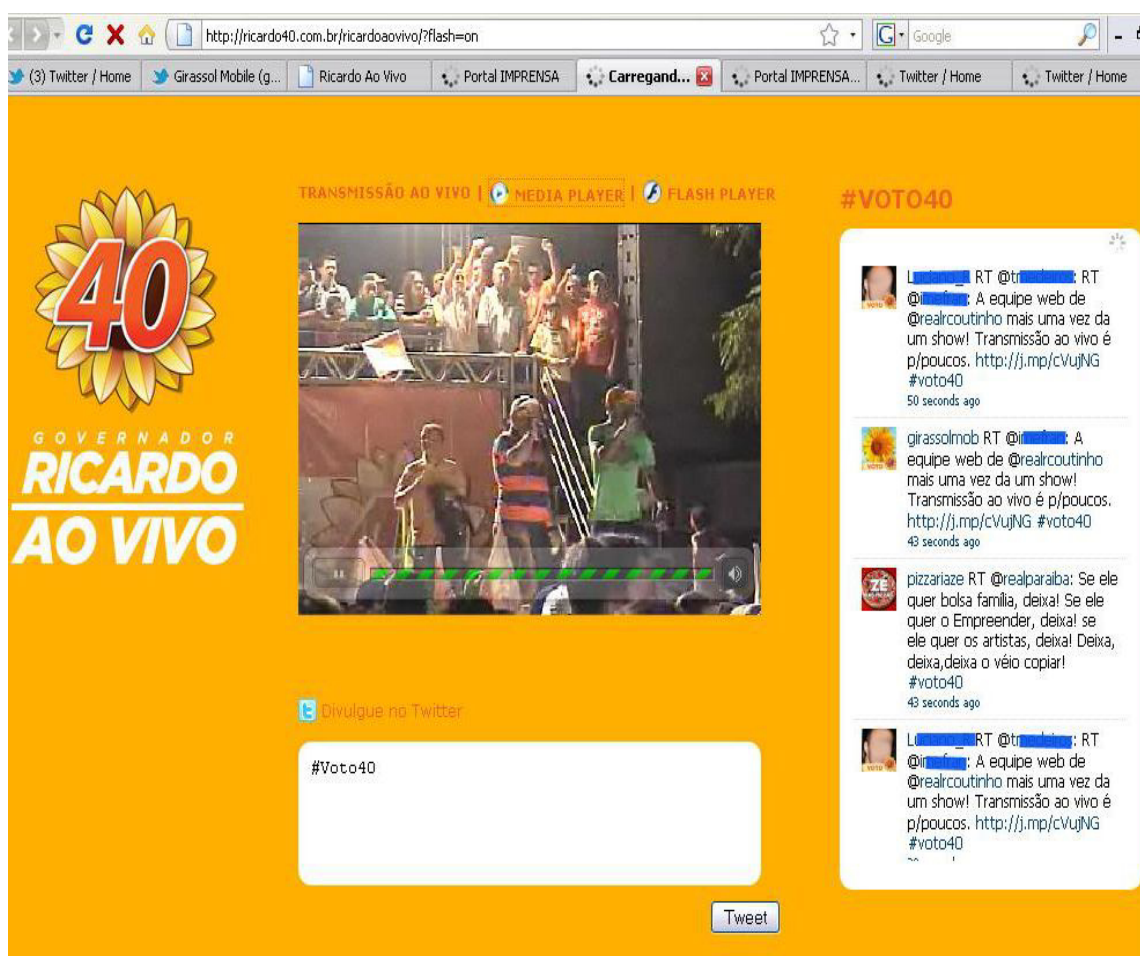 http://ricardo40.com.br/ricardoaovivo/?flash=on
Google
(3) Twitter / Home
Girassol Mobile (g...
Ricardo Ao Vivo
Portal IMPRENSA
Carregand...
Portal IMPRENSA...
Twitter / Home
Twitter / Home
40
GOVERNADOR
RICARDO
AO VIVO
TRANSMISSÃO AO VIVO | MEDIA PLAYER | FLASH PLAYER
Divulgue no Twitter
#Voto40
Tweet
#VOTO40
RT
RT
A equipe web de
@realrcoutinho mais uma vez da
um show! Transmissão ao vivo é
p/poucos. http://j.mp/cVujNG
#voto40
50 seconds ago
girassolmob RT A
equipe web de @realrcoutinho
mais uma vez da um show!
Transmissão ao vivo é p/poucos.
http://j.mp/cVujNG #voto40
43 seconds ago
ZÉ
pizzariaze RT @realparaiba: Se ele
quer bolsa família, deixa! Se ele
quer o Empreender, deixa! se
ele quer os artistas, deixa! Deixa,
deixa,deixa o véio copiar!
#voto40
43 seconds ago
RT
RT
A equipe web de
@realrcoutinho mais uma vez da
um show! Transmissão ao vivo é
p/poucos. http://j.mp/cVujNG
#voto40